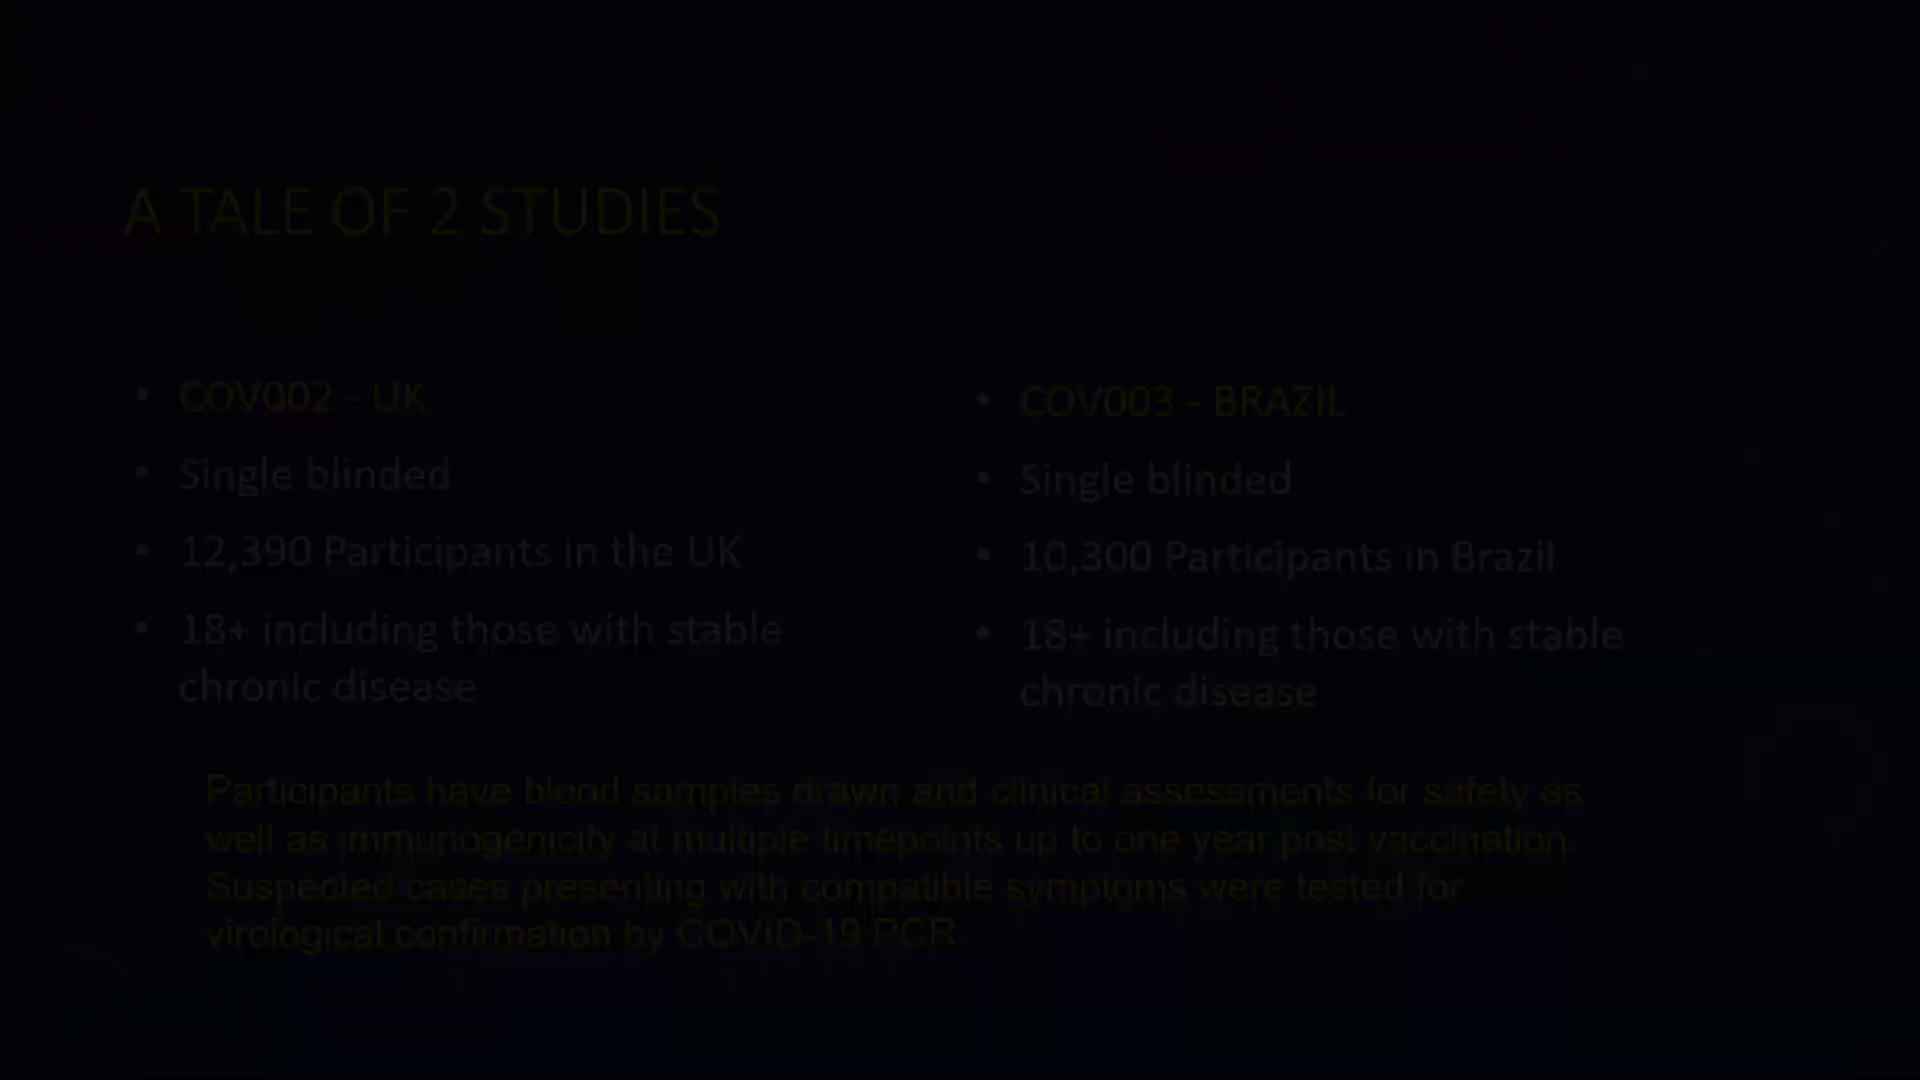 A TALE OF 2 STUDIES
• COV002 - UK
• Single blinded
• 12,390 Participants in the UK
• 18+ including those with stable
chronic disease
• COV003 - BRAZIL
• Single blinded
• 10,300 Participants in Brazil
• 18+ including those with stable
chronic disease
Participants have blood samples drawn and clinical assessments for safety as
well as immunogenicity at multiple timepoints up to one year post vaccination.
Suspected cases presenting with compatible symptoms were tested for
virological confirmation by COVID-19 PCR.